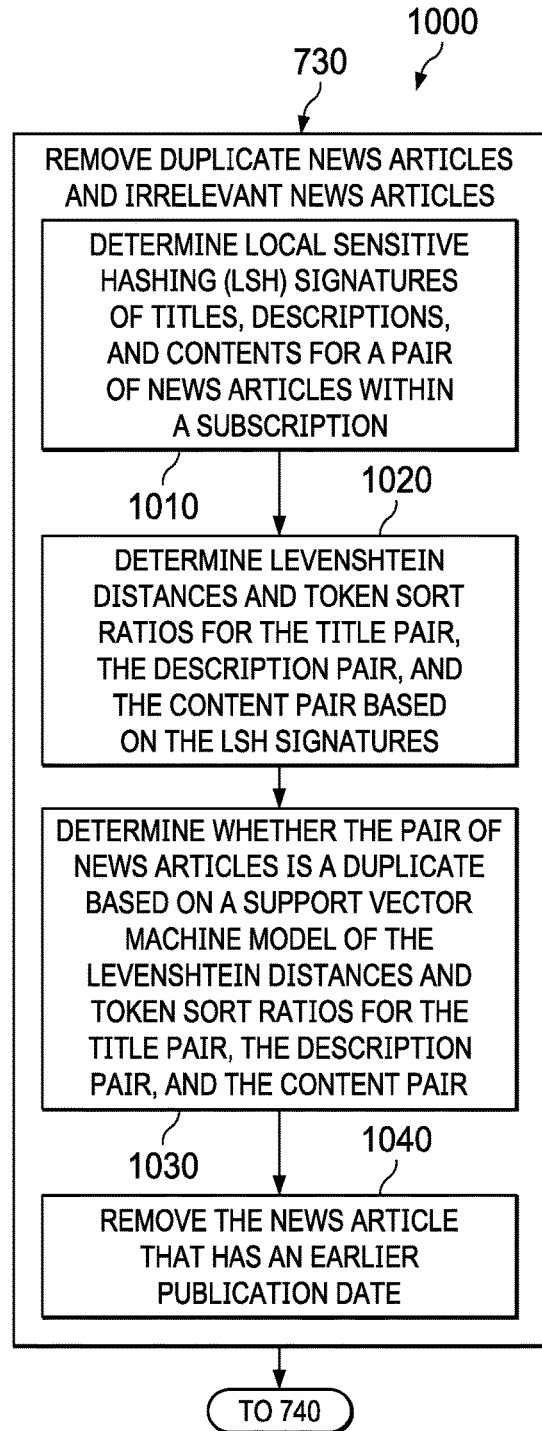 1000
730
REMOVE DUPLICATE NEWS ARTICLES
AND IRRELEVANT NEWS ARTICLES
DETERMINE LOCAL SENSITIVE
HASHING (LSH) SIGNATURES
OF TITLES, DESCRIPTIONS,
AND CONTENTS FOR A PAIR
OF NEWS ARTICLES WITHIN
A SUBSCRIPTION
1010
1020
DETERMINE LEVENSHTEIN
DISTANCES AND TOKEN SORT
RATIOS FOR THE TITLE PAIR,
THE DESCRIPTION PAIR, AND
THE CONTENT PAIR BASED
ON THE LSH SIGNATURES
DETERMINE WHETHER THE PAIR OF
NEWS ARTICLES IS A DUPLICATE
BASED ON A SUPPORT VECTOR
MACHINE MODEL OF THE
LEVENSHTEIN DISTANCES AND
TOKEN SORT RATIOS FOR THE
TITLE PAIR, THE DESCRIPTION
PAIR, AND THE CONTENT PAIR
1030
1040
REMOVE THE NEWS ARTICLE
THAT HAS AN EARLIER
PUBLICATION DATE
TO 740